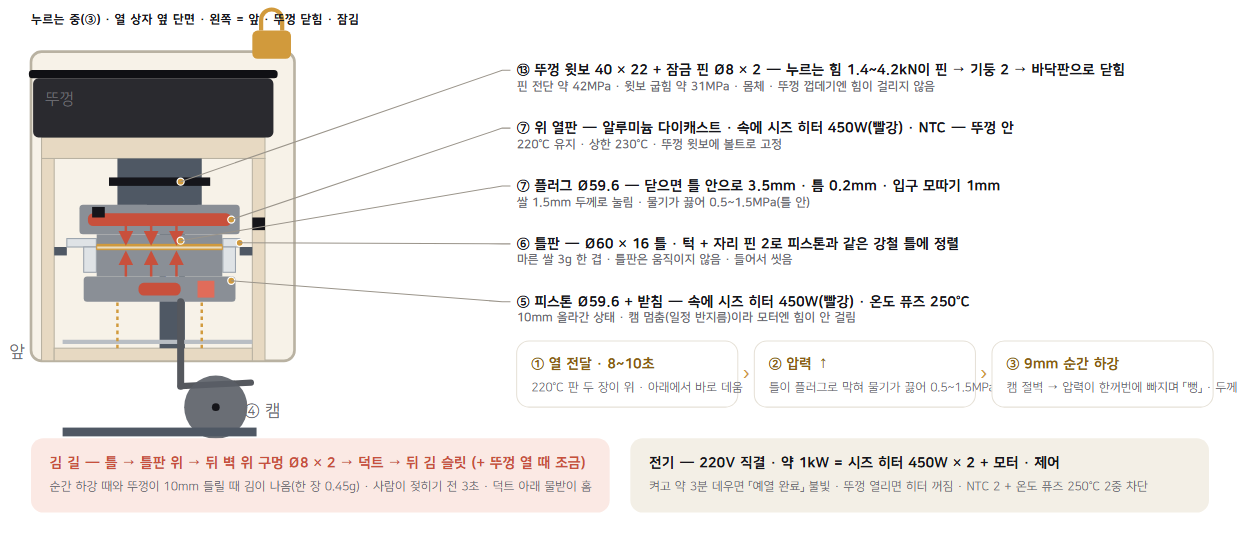 누르는 중(③) · 열 상자 옆 단면 · 왼쪽 = 앞 · 뚜껑 닫힘 · 잠김
뚜껑
⑬ 뚜껑 윗보 40 × 22 + 잠금 핀 Ø8 × 2 — 누르는 힘 1.4~4.2kN이 핀 → 기둥 2 → 바닥판으로 닫힘
핀 전단 약 42MPa · 윗보 굽힘 약 31MPa · 몸체 · 뚜껑 껍데기엔 힘이 걸리지 않음
⑦ 위 열판 — 알루미늄 다이캐스트 · 속에 시즈 히터 450W(빨강) · NTC — 뚜껑 안
220℃ 유지 · 상한 230℃ · 뚜껑 윗보에 볼트로 고정
⑦ 플러그 Ø59.6 — 닫으면 틀 안으로 3.5mm · 틈 0.2mm · 입구 모따기 1mm
쌀 1.5mm 두께로 눌림 · 물기가 끓어 0.5~1.5MPa(틀 안)
⑥ 틀판 — Ø60 × 16 틀 · 턱 + 자리 핀 2로 피스톤과 같은 강철 틀에 정렬
마른 쌀 3g 한 겹 · 틀판은 움직이지 않음 · 들어서 씻음
⑤ 피스톤 Ø59.6 + 받침 — 속에 시즈 히터 450W(빨강) · 온도 퓨즈 250℃
10mm 올라간 상태 · 캠 멈춤(일정 반지름)이라 모터엔 힘이 안 걸림
앞
④ 캠
① 열 전달 · 8~10초
220℃ 판 두 장이 위 · 아래에서 바로 데움
›
② 압력 ↑
틀이 플러그로 막혀 물기가 끓어 0.5~1.5MPa
›
③ 9mm 순간 하강
캠 절벽 → 압력이 한꺼번에 빠지며 「뻥」 · 두께
김 길 — 틀 → 틀판 위 → 뒤 벽 위 구멍 Ø8 × 2 → 덕트 → 뒤 김 슬릿 (+ 뚜껑 열 때 조금)
순간 하강 때와 뚜껑이 10mm 들릴 때 김이 나옴(한 장 0.45g) · 사람이 젖히기 전 3초 · 덕트 아래 물받이 홈
전기 — 220V 직결 · 약 1kW = 시즈 히터 450W × 2 + 모터 · 제어
켜고 약 3분 데우면 「예열 완료」 불빛 · 뚜껑 열리면 히터 꺼짐 · NTC 2 + 온도 퓨즈 250℃ 2중 차단